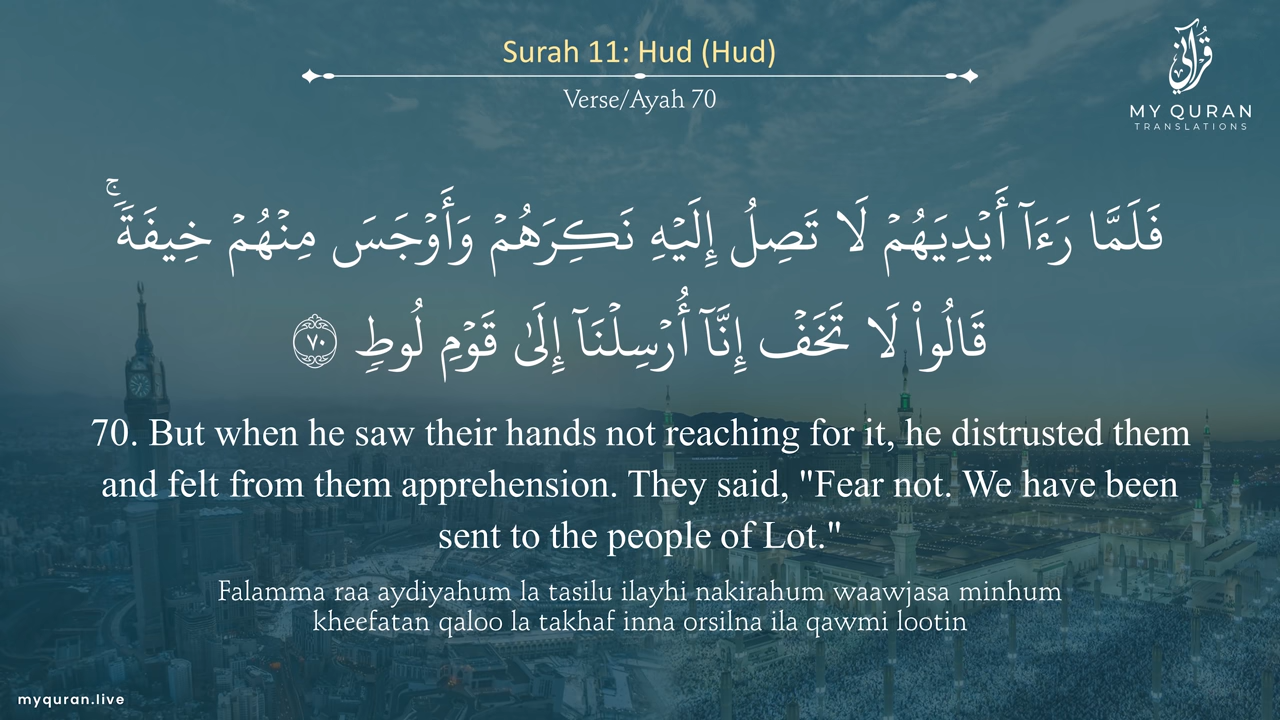 Surah 11: Hud (Hud)
Verse/Ayah 70
قرآني
MY QURAN
TRANSLATIONS
فَلَمَّا رَءَآ أَيْدِيَهُمْ لَا تَصِلُ إِلَيْهِ نَكِرَهُمْ وَأَوْجَسَ مِنْهُمْ خِيفَةً ۚ
قَالُوا۟ لَا تَخَفْ إِنَّآ أُرْسِلْنَآ إِلَىٰ قَوْمِ لُوطٍ ٧٠
70. But when he saw their hands not reaching for it, he distrusted them
and felt from them apprehension. They said, "Fear not. We have been
sent to the people of Lot."
Falamma raa aydiyahum la tasilu ilayhi nakirahum waawjasa minhum
kheefatan qaloo la takhaf inna orsilna ila qawmi lootin
myquran.live